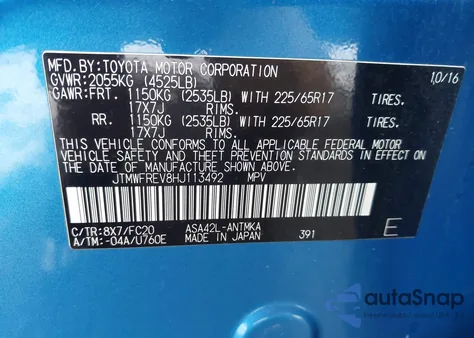 MFD.BY:TOYOTA MOTOR CORPORATION 10/16
GVWR:2055KG (4525LB)
GAWR:FRT. 1150KG (2535LB) WITH 225/65R17 TIRES.
17X7J RIMS.
RR. 1150KG (2535LB) WITH 225/65R17 TIRES.
17X7J RIMS.
THIS VEHICLE CONFORMS TO ALL APPLICABLE FEDERAL MOTOR
VEHICLE SAFETY AND THEFT PREVENTION STANDARDS IN EFFECT
ON THE DATE OF MANUFACTURE SHOWN ABOVE.
JTMWFREV8HJ113492 MPV
C/TR:8X7/FC20 ASA42L-ANTMKA
A/TM:-04A/U760E MADE IN JAPAN 391 E
autoSnap